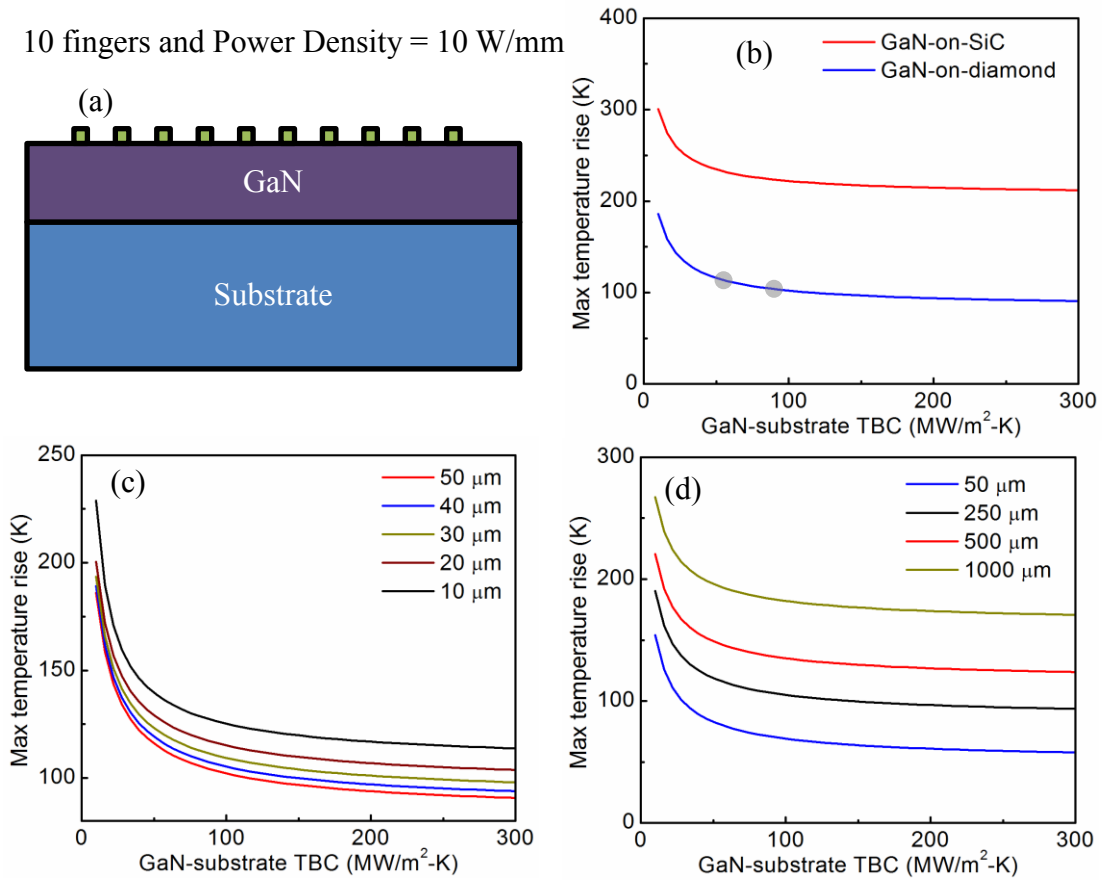 10 fingers and Power Density = 10 W/mm
(a)
GaN
Substrate
(b)
GaN-on-SiC
GaN-on-diamond
Max temperature rise (K)
400
300
200
100
0
0 100 200 300
GaN-substrate TBC (MW/m²-K)
(c)
50 μm
40 μm
30 μm
20 μm
10 μm
Max temperature rise (K)
250
200
150
100
0 100 200 300
GaN-substrate TBC (MW/m²-K)
(d)
50 μm
250 μm
500 μm
1000 μm
Max temperature rise (K)
300
200
100
0
0 100 200 300
GaN-substrate TBC (MW/m²-K)